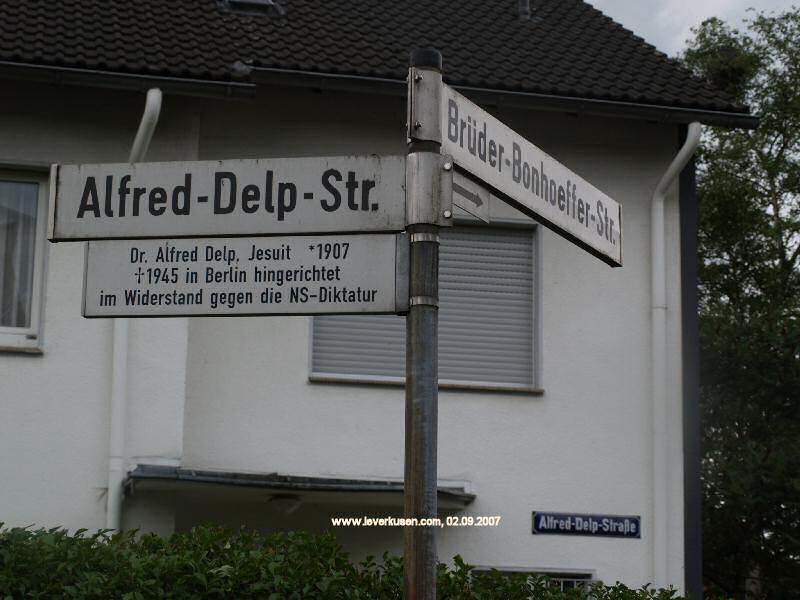 Alfred-Delp-Str.
Dr. Alfred Delp, Jesuit *1907
†1945 in Berlin hingerichtet
im Widerstand gegen die NS-Diktatur
Brüder-Bonhoeffer-Str.
www.leverkusen.com, 02.09.2007
Alfred-Delp-Straße